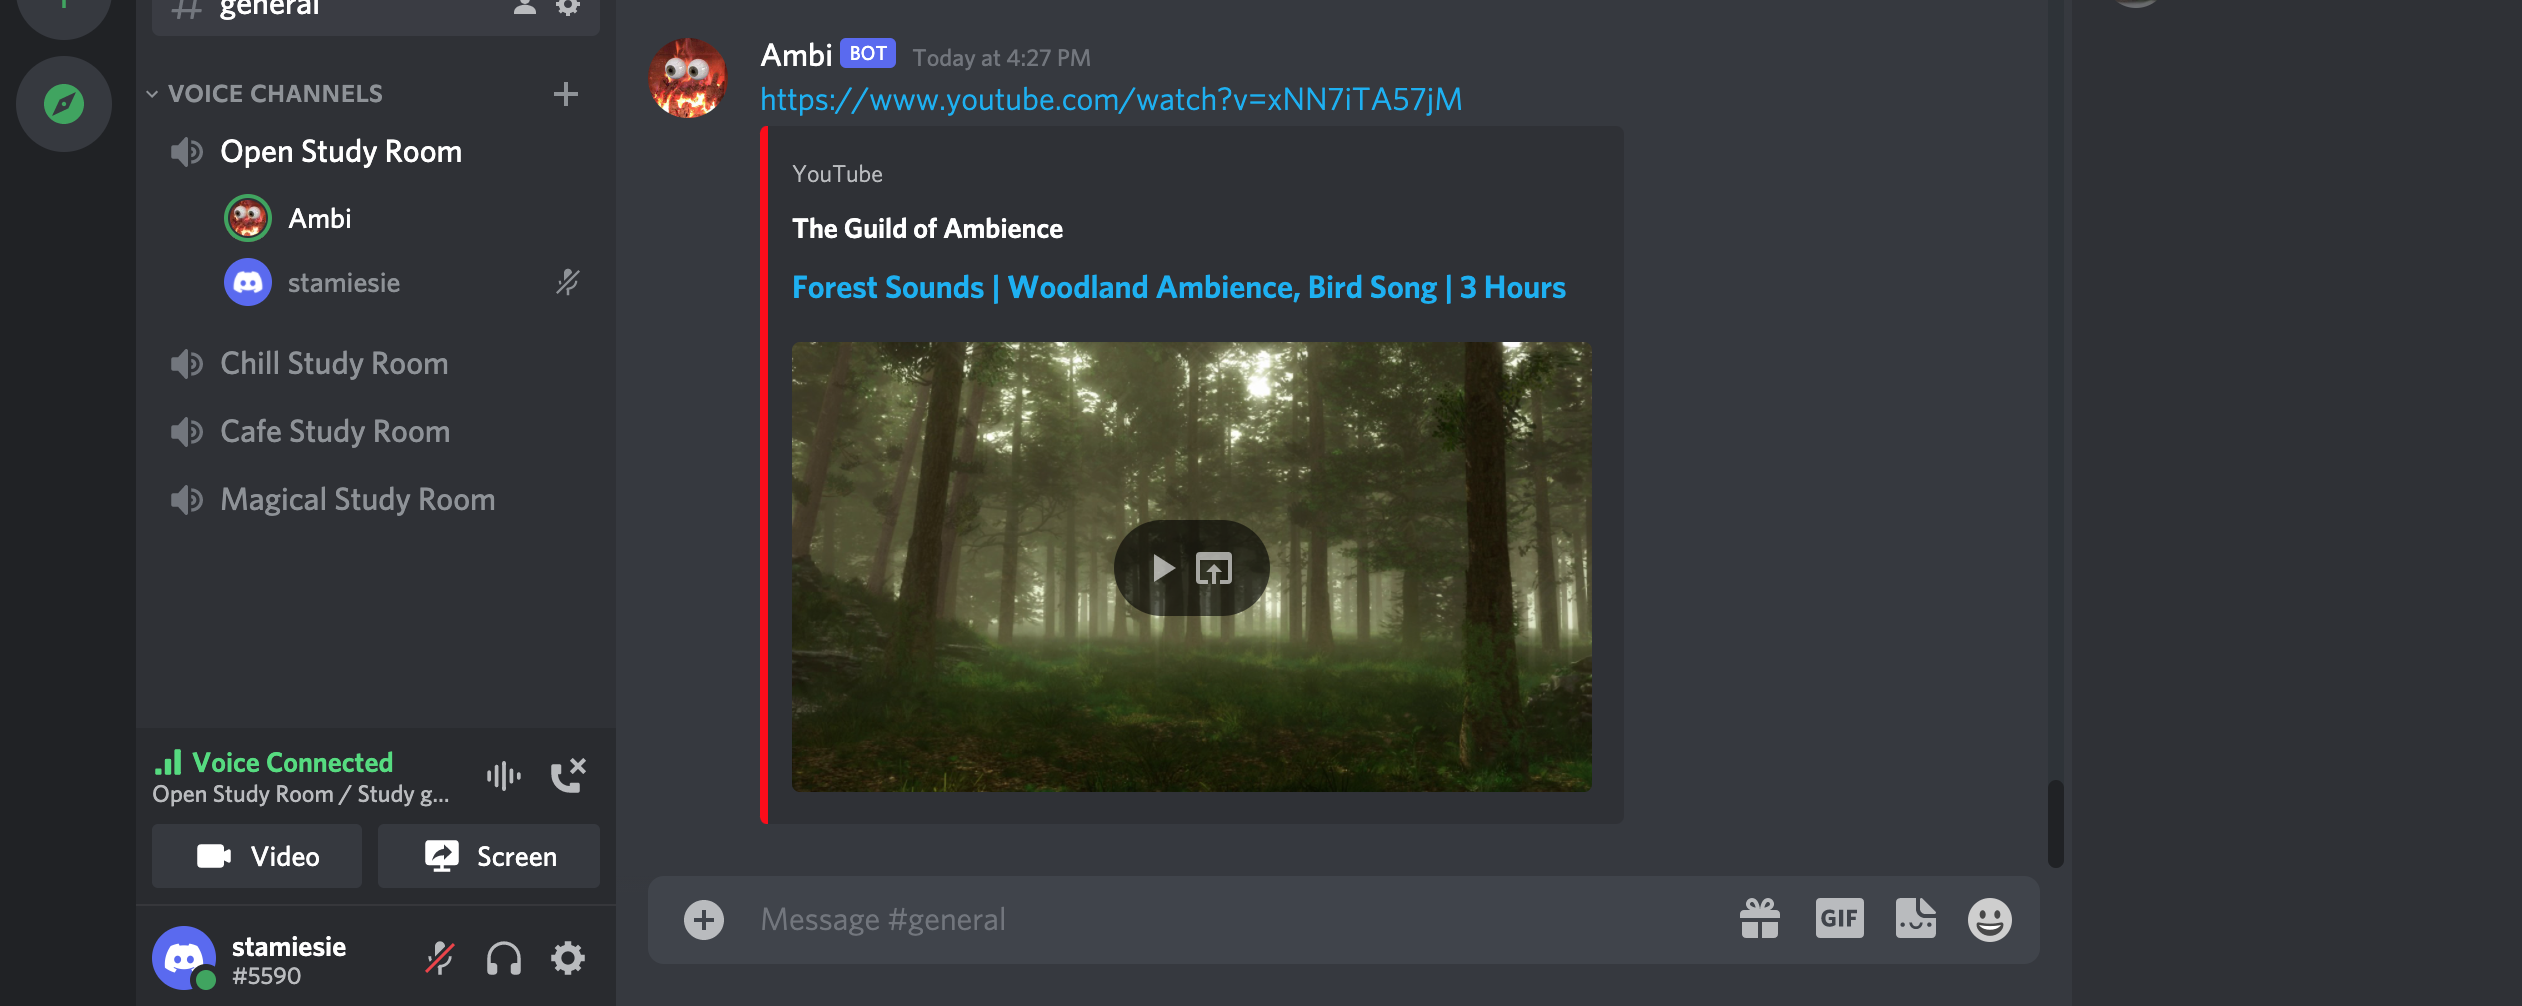 general
VOICE CHANNELS
Open Study Room
Ambi
stamiesie
Chill Study Room
Cafe Study Room
Magical Study Room
Voice Connected
Open Study Room / Study g...
Video
Screen
stamiesie
#5590
Ambi BOT Today at 4:27 PM
https://www.youtube.com/watch?v=xNN7iTA57jM
YouTube
The Guild of Ambience
Forest Sounds | Woodland Ambience, Bird Song | 3 Hours
Message #general
GIF